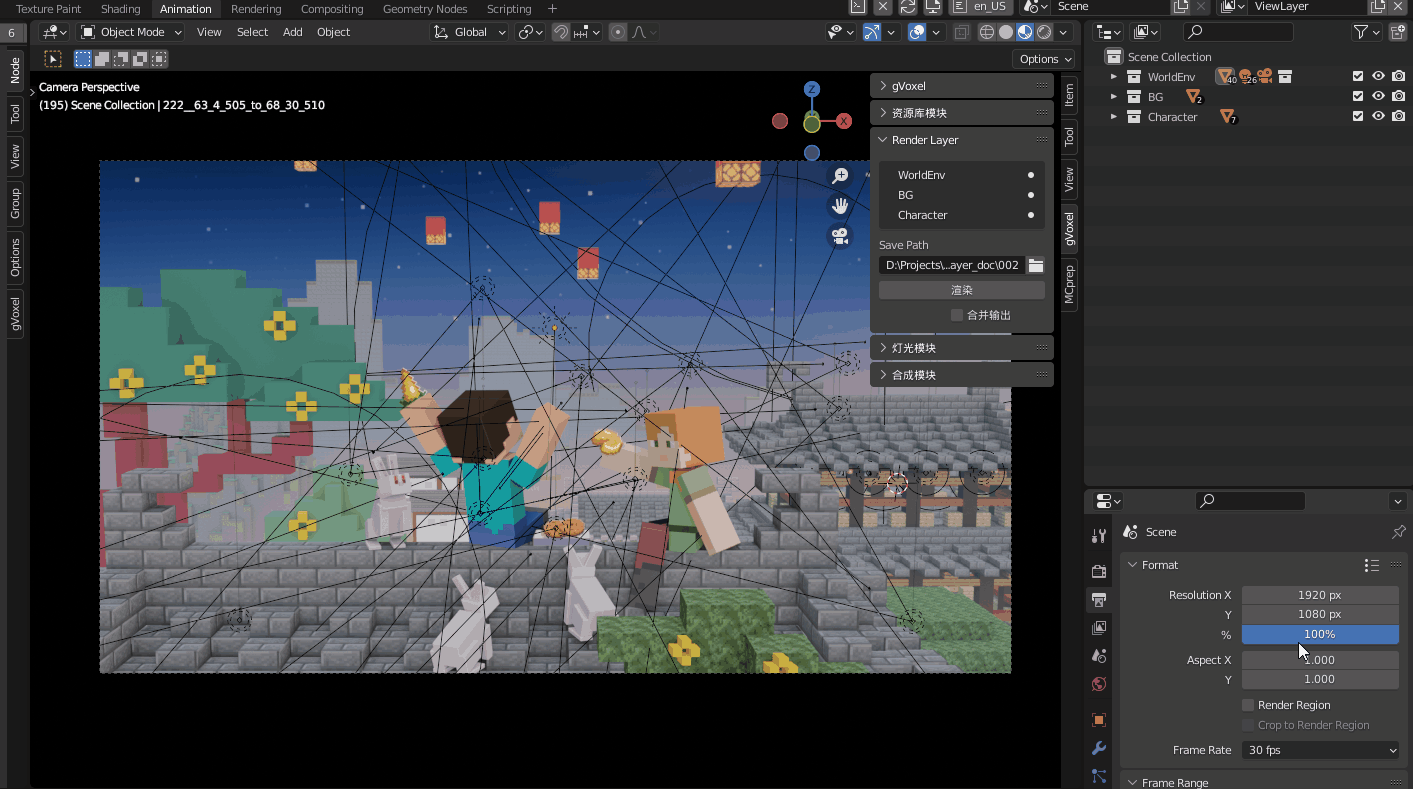 Texture Paint Shading Animation Rendering Compositing Geometry Nodes Scripting +
en_US Scene ViewLayer
6 Object Mode View Select Add Object Global
Options
Node
Tool
View
Group
Options
gVoxel
Camera Perspective
(195) Scene Collection | 222__63_4_505_to_68_30_510
Z
X
gVoxel
资源库模块
Render Layer
WorldEnv
BG
Character
Save Path
D:\Projects\...ayer_doc\002
渲染
合并输出
灯光模块
合成模块
Item
Tool
View
gVoxel
MCprep
Scene Collection
WorldEnv 40 26
BG 2
Character 7
Scene
Format
Resolution X 1920 px
Y 1080 px
% 100%
Aspect X 1.000
Y 1.000
Render Region
Crop to Render Region
Frame Rate 30 fps
Frame Range